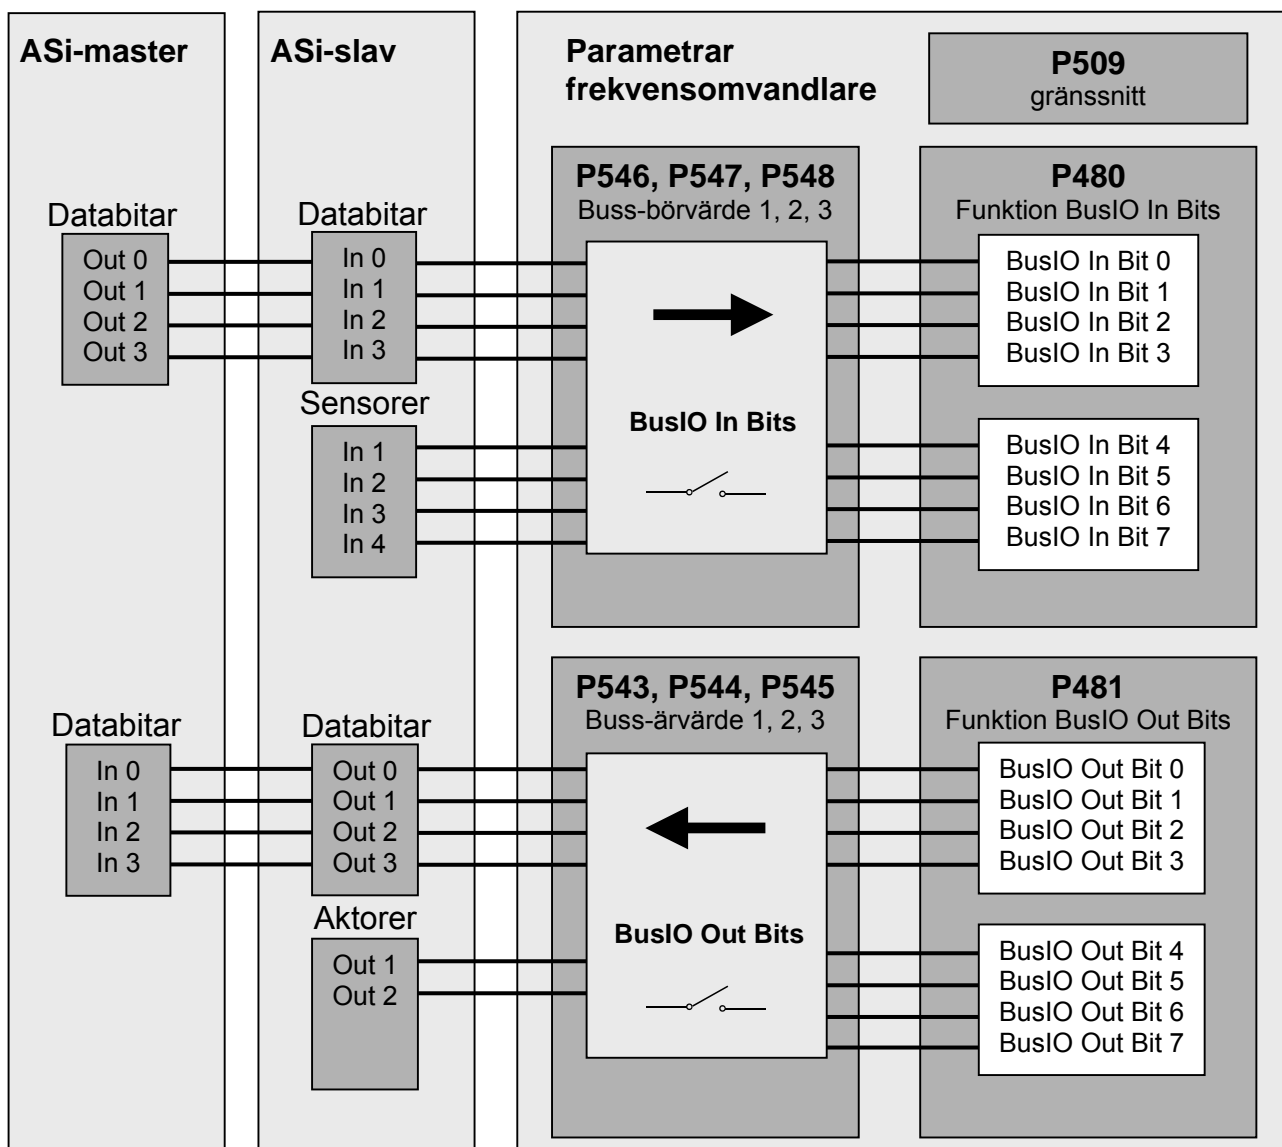 ASi-master
ASi-slav
Parametrar
frekvensomvandlare
P509
gränssnitt
P546, P547, P548
Buss-börvärde 1, 2, 3
P480
Funktion BusIO In Bits
Databitar
Out 0
Out 1
Out 2
Out 3
Databitar
In 0
In 1
In 2
In 3
Sensorer
In 1
In 2
In 3
In 4
BusIO In Bits
BusIO In Bit 0
BusIO In Bit 1
BusIO In Bit 2
BusIO In Bit 3
BusIO In Bit 4
BusIO In Bit 5
BusIO In Bit 6
BusIO In Bit 7
P543, P544, P545
Buss-ärvärde 1, 2, 3
P481
Funktion BusIO Out Bits
Databitar
In 0
In 1
In 2
In 3
Databitar
Out 0
Out 1
Out 2
Out 3
Aktorer
Out 1
Out 2
BusIO Out Bits
BusIO Out Bit 0
BusIO Out Bit 1
BusIO Out Bit 2
BusIO Out Bit 3
BusIO Out Bit 4
BusIO Out Bit 5
BusIO Out Bit 6
BusIO Out Bit 7